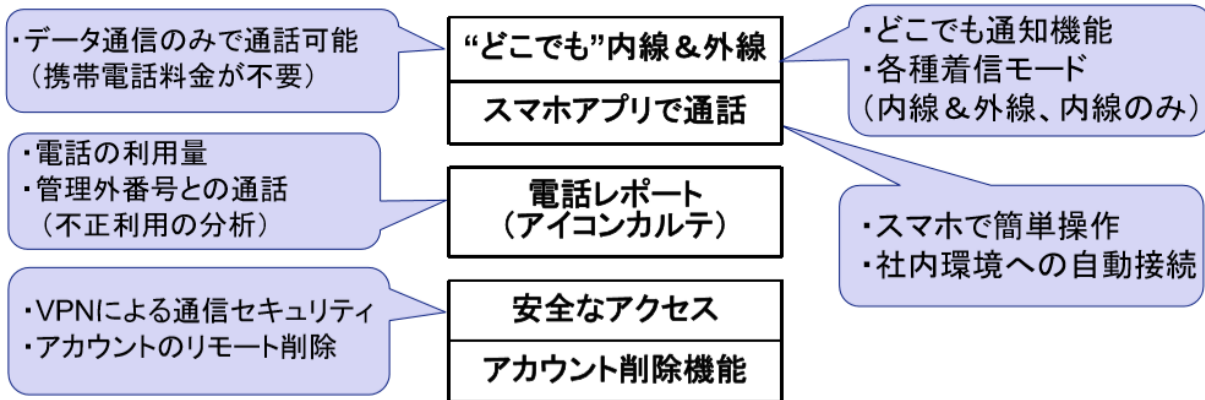 ・データ通信のみで通話可能
（携帯電話料金が不要）
“どこでも”内線＆外線
スマホアプリで通話
・どこでも通知機能
・各種着信モード
（内線＆外線、内線のみ）
・電話の利用量
・管理外番号との通話
（不正利用の分析）
電話レポート
（アイコンカルテ）
・スマホで簡単操作
・社内環境への自動接続
・VPNによる通信セキュリティ
・アカウントのリモート削除
安全なアクセス
アカウント削除機能